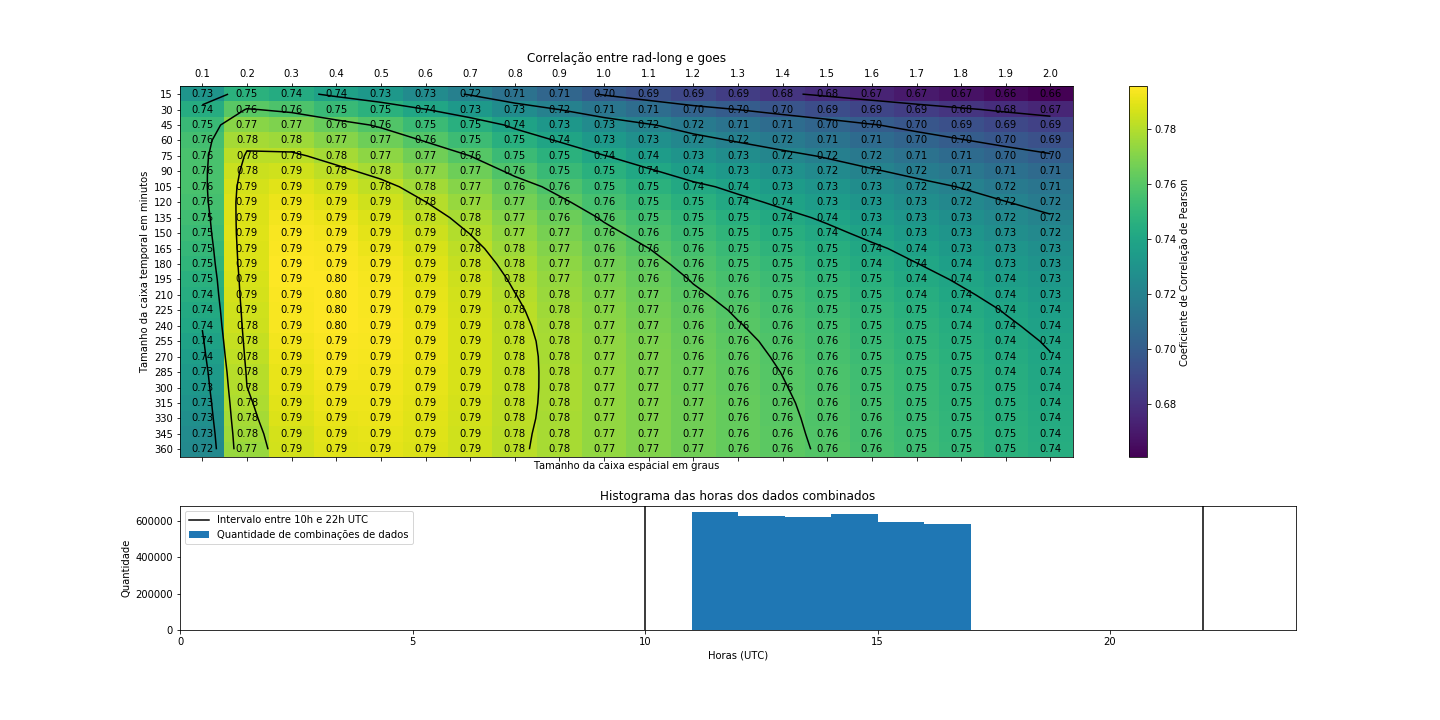 Correlação entre rad-long e goes
0.1 0.2 0.3 0.4 0.5 0.6 0.7 0.8 0.9 1.0 1.1 1.2 1.3 1.4 1.5 1.6 1.7 1.8 1.9 2.0
15 0.73 0.75 0.74 0.74 0.73 0.73 0.72 0.71 0.71 0.70 0.69 0.69 0.69 0.68 0.68 0.67 0.67 0.67 0.66 0.66
30 0.74 0.76 0.76 0.75 0.75 0.74 0.73 0.73 0.72 0.71 0.71 0.70 0.70 0.70 0.69 0.69 0.69 0.68 0.68 0.67
45 0.75 0.77 0.77 0.76 0.76 0.75 0.75 0.74 0.73 0.73 0.72 0.72 0.71 0.71 0.70 0.70 0.70 0.69 0.69 0.69
60 0.76 0.78 0.78 0.77 0.77 0.76 0.75 0.75 0.74 0.73 0.73 0.72 0.72 0.72 0.71 0.71 0.70 0.70 0.70 0.69
75 0.76 0.78 0.78 0.78 0.77 0.77 0.76 0.75 0.75 0.74 0.74 0.73 0.73 0.72 0.72 0.72 0.71 0.71 0.70 0.70
90 0.76 0.78 0.79 0.78 0.78 0.77 0.76 0.76 0.75 0.75 0.74 0.74 0.73 0.73 0.72 0.72 0.72 0.71 0.71 0.71
105 0.76 0.79 0.79 0.79 0.78 0.78 0.77 0.76 0.76 0.75 0.75 0.74 0.74 0.73 0.73 0.73 0.72 0.72 0.72 0.71
120 0.76 0.79 0.79 0.79 0.79 0.78 0.77 0.77 0.76 0.76 0.75 0.75 0.74 0.74 0.73 0.73 0.73 0.72 0.72 0.72
135 0.75 0.79 0.79 0.79 0.79 0.78 0.78 0.77 0.76 0.76 0.75 0.75 0.75 0.74 0.74 0.73 0.73 0.73 0.72 0.72
150 0.75 0.79 0.79 0.79 0.79 0.79 0.78 0.77 0.77 0.76 0.76 0.75 0.75 0.75 0.74 0.74 0.73 0.73 0.73 0.72
165 0.75 0.79 0.79 0.79 0.79 0.79 0.78 0.78 0.77 0.76 0.76 0.76 0.75 0.75 0.75 0.74 0.74 0.73 0.73 0.73
180 0.75 0.79 0.79 0.79 0.79 0.79 0.78 0.78 0.77 0.77 0.76 0.76 0.75 0.75 0.75 0.74 0.74 0.74 0.73 0.73
195 0.75 0.79 0.79 0.80 0.79 0.79 0.79 0.78 0.77 0.77 0.76 0.76 0.76 0.75 0.75 0.75 0.74 0.74 0.74 0.73
210 0.74 0.79 0.79 0.80 0.79 0.79 0.79 0.78 0.78 0.77 0.77 0.76 0.76 0.75 0.75 0.75 0.74 0.74 0.74 0.73
225 0.74 0.79 0.79 0.80 0.79 0.79 0.79 0.78 0.78 0.77 0.77 0.76 0.76 0.76 0.75 0.75 0.75 0.74 0.74 0.73
240 0.74 0.78 0.79 0.80 0.79 0.79 0.79 0.78 0.78 0.77 0.77 0.76 0.76 0.76 0.75 0.75 0.75 0.74 0.74 0.74
255 0.74 0.78 0.79 0.79 0.79 0.79 0.79 0.78 0.78 0.77 0.77 0.76 0.76 0.76 0.75 0.75 0.75 0.75 0.74 0.74
270 0.74 0.78 0.79 0.79 0.79 0.79 0.79 0.78 0.78 0.77 0.77 0.76 0.76 0.76 0.75 0.75 0.75 0.75 0.74 0.74
285 0.73 0.78 0.79 0.79 0.79 0.79 0.79 0.78 0.78 0.77 0.77 0.76 0.76 0.76 0.75 0.75 0.75 0.75 0.74 0.74
300 0.73 0.78 0.79 0.79 0.79 0.79 0.79 0.78 0.78 0.77 0.77 0.76 0.76 0.76 0.75 0.75 0.75 0.75 0.74 0.74
315 0.73 0.78 0.79 0.79 0.79 0.79 0.79 0.78 0.78 0.77 0.77 0.76 0.76 0.76 0.76 0.75 0.75 0.75 0.74 0.74
330 0.73 0.78 0.79 0.79 0.79 0.79 0.79 0.78 0.78 0.77 0.77 0.76 0.76 0.76 0.76 0.76 0.75 0.75 0.75 0.74
345 0.73 0.78 0.79 0.79 0.79 0.79 0.79 0.78 0.78 0.77 0.77 0.76 0.76 0.76 0.76 0.76 0.75 0.75 0.75 0.74
360 0.72 0.77 0.79 0.79 0.79 0.79 0.79 0.78 0.78 0.77 0.77 0.76 0.76 0.76 0.76 0.76 0.75 0.75 0.75 0.74
Tamanho da caixa temporal em minutos
Tamanho da caixa espacial em graus
0.78
0.76
0.74
0.72
0.70
0.68
Coeficiente de Correlação de Pearson
Histograma das horas dos dados combinados
Intervalo entre 10h e 22h UTC
Quantidade de combinações de dados
600000
400000
200000
0
Quantidade
0 5 10 15 20
Horas (UTC)